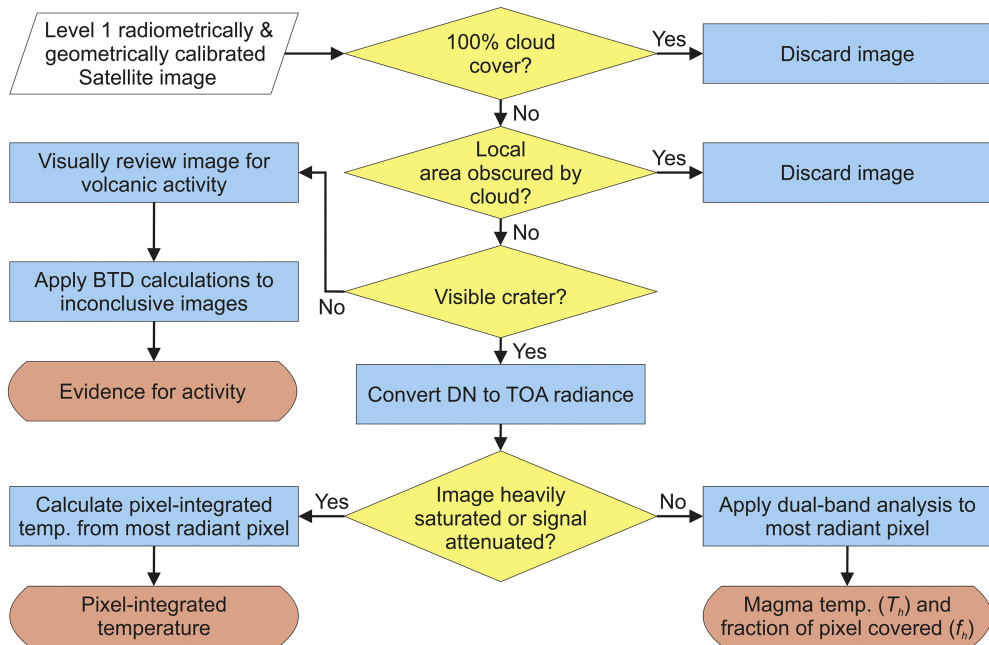 Level 1 radiometrically &
geometrically calibrated
Satellite image
100% cloud
cover?
Yes
Discard image
No
Local
area obscured by
cloud?
Yes
Discard image
Visually review image for
volcanic activity
No
Visible crater?
No
Apply BTD calculations to
inconclusive images
Yes
Evidence for activity
Convert DN to TOA radiance
Image heavily
saturated or signal
attenuated?
Yes
No
Calculate pixel-integrated
temp. from most radiant pixel
Apply dual-band analysis to
most radiant pixel
Pixel-integrated
temperature
Magma temp. (Th) and
fraction of pixel covered (fh)